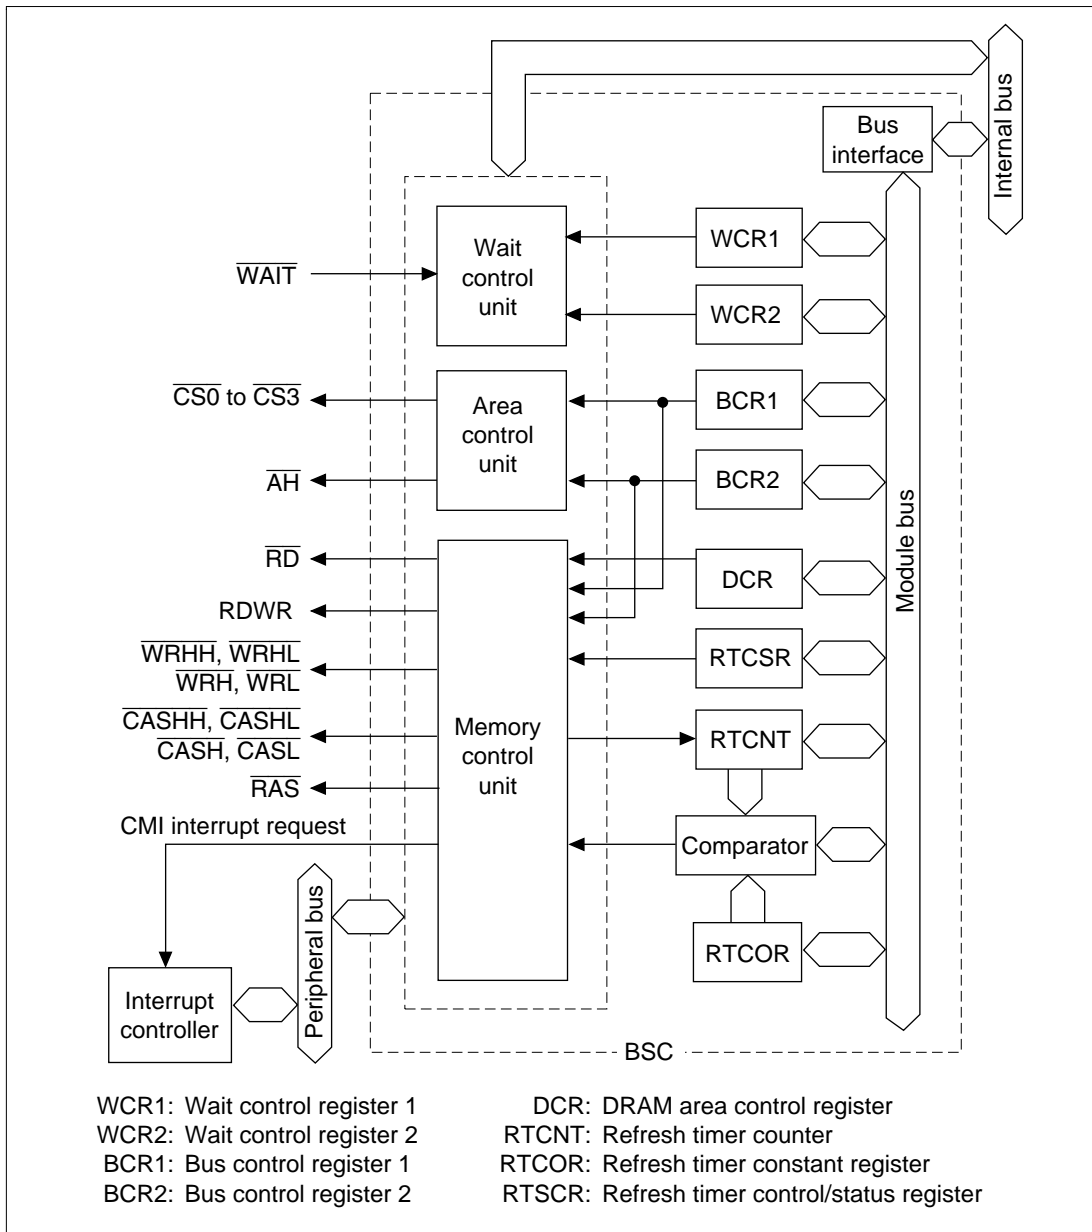 Internal bus
Bus
interface
Wait
control
unit
WCR1
WAIT
WCR2
CS0 to CS3
Area
control
unit
BCR1
AH
BCR2
Module bus
RD
DCR
RDWR
WRHH, WRHL
WRH, WRL
RTCSR
CASHH, CASHL
CASH, CASL
Memory
control
unit
RTCNT
RAS
CMI interrupt request
Comparator
Peripheral bus
RTCOR
Interrupt
controller
BSC
WCR1: Wait control register 1
WCR2: Wait control register 2
BCR1: Bus control register 1
BCR2: Bus control register 2
DCR: DRAM area control register
RTCNT: Refresh timer counter
RTCOR: Refresh timer constant register
RTSCR: Refresh timer control/status register